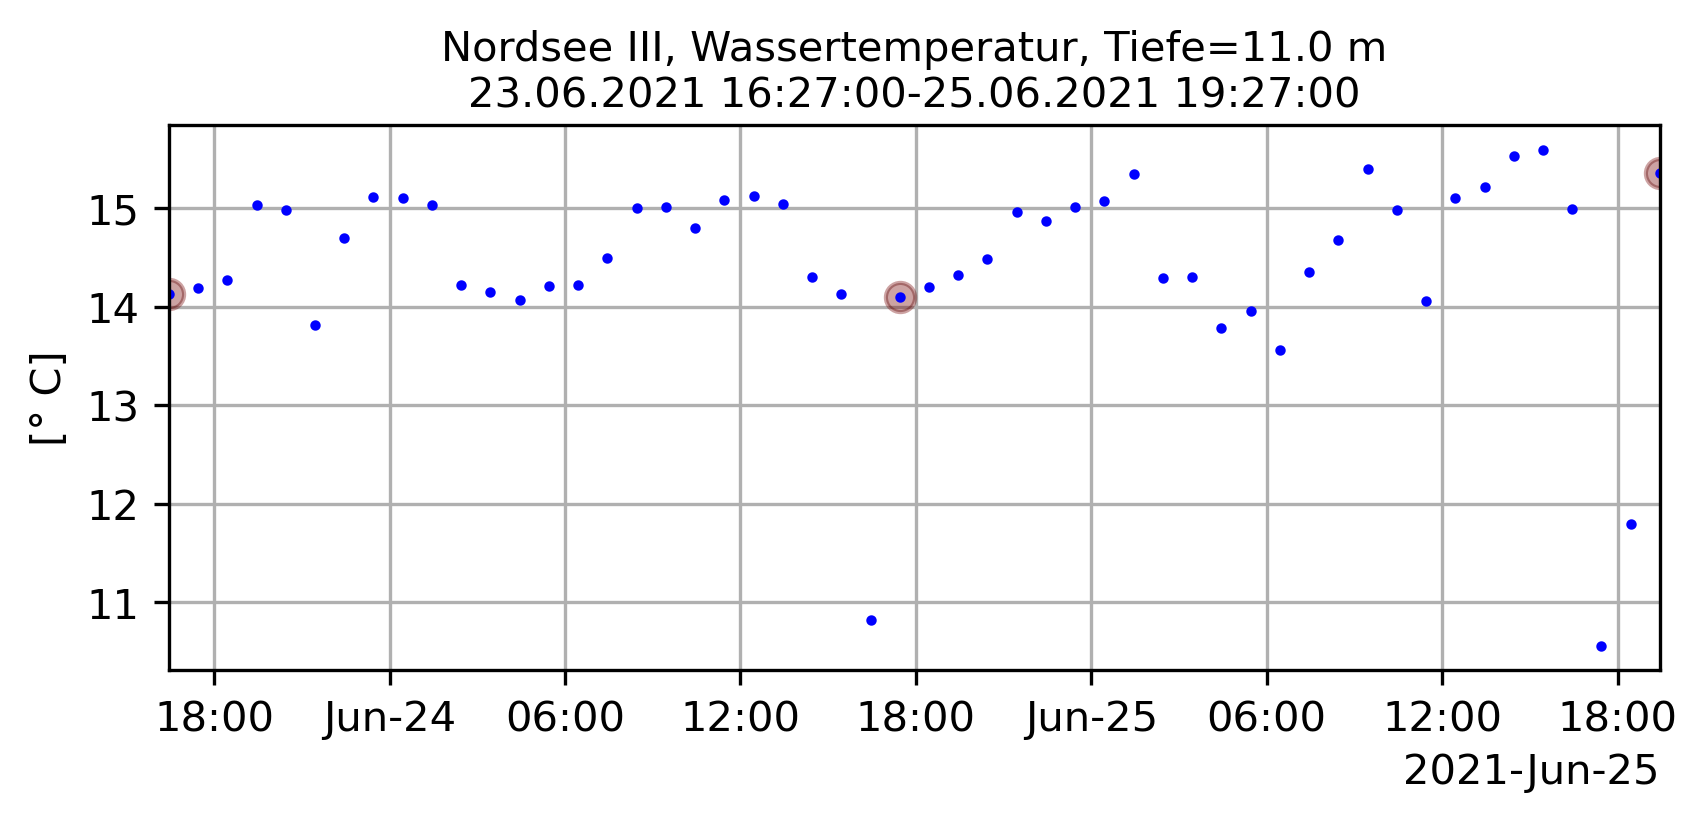 Nordsee III, Wassertemperatur, Tiefe=11.0 m
23.06.2021 16:27:00-25.06.2021 19:27:00
[° C]
15
14
13
12
11
18:00 Jun-24 06:00 12:00 18:00 Jun-25 06:00 12:00 18:00
2021-Jun-25